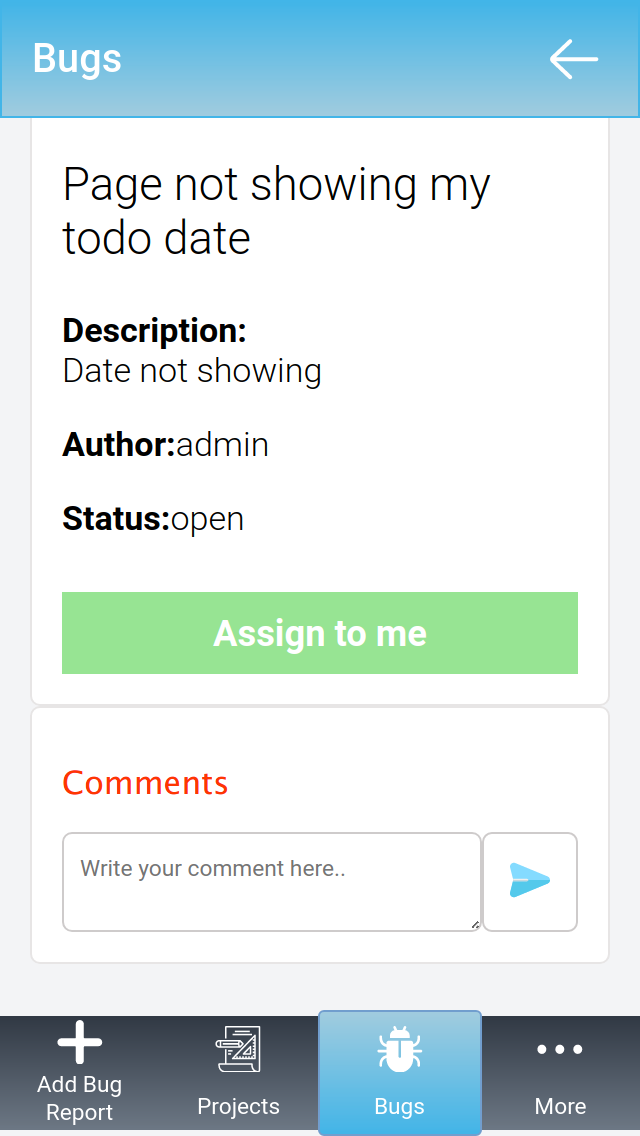 Bugs
Page not showing my
todo date
Description:
Date not showing
Author:admin
Status:open
Assign to me
Comments
Write your comment here..
Add Bug
Report
Projects
Bugs
More